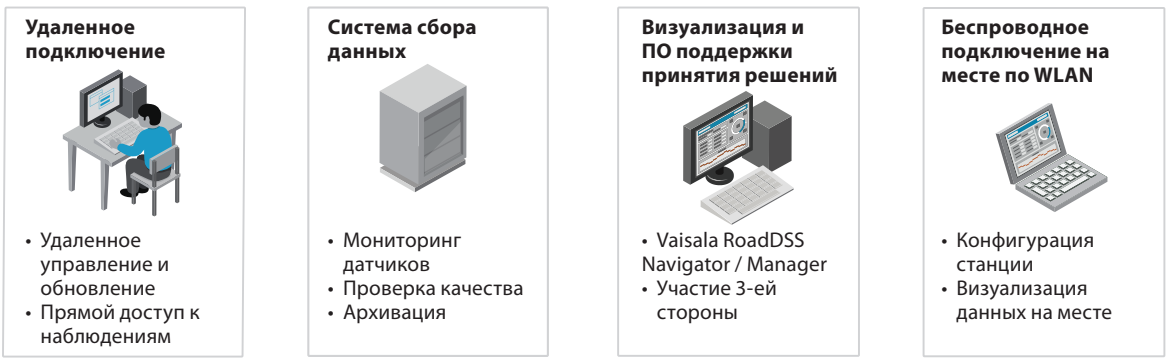 Удаленное
подключение
• Удаленное
управление и
обновление
• Прямой доступ к
наблюдениям
Система сбора
данных
• Мониторинг
датчиков
• Проверка качества
• Архивация
Визуализация и
ПО поддержки
принятия решений
• Vaisala RoadDSS
Navigator / Manager
• Участие 3-ей
стороны
Беспроводное
подключение на
месте по WLAN
• Конфигурация
станции
• Визуализация
данных на месте